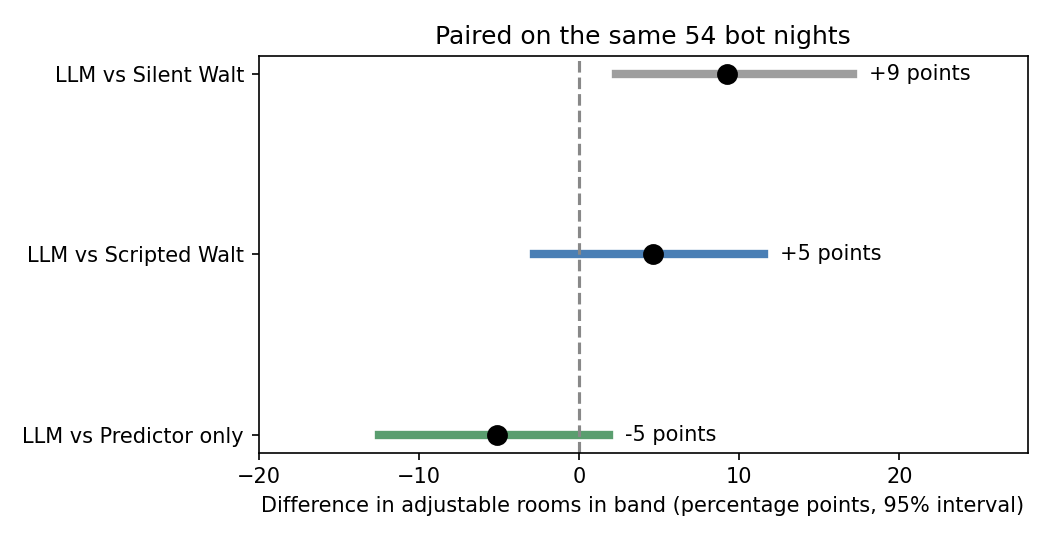 Paired on the same 54 bot nights
LLM vs Silent Walt
+9 points
LLM vs Scripted Walt
+5 points
LLM vs Predictor only
-5 points
−20 −10 0 10 20
Difference in adjustable rooms in band (percentage points, 95% interval)